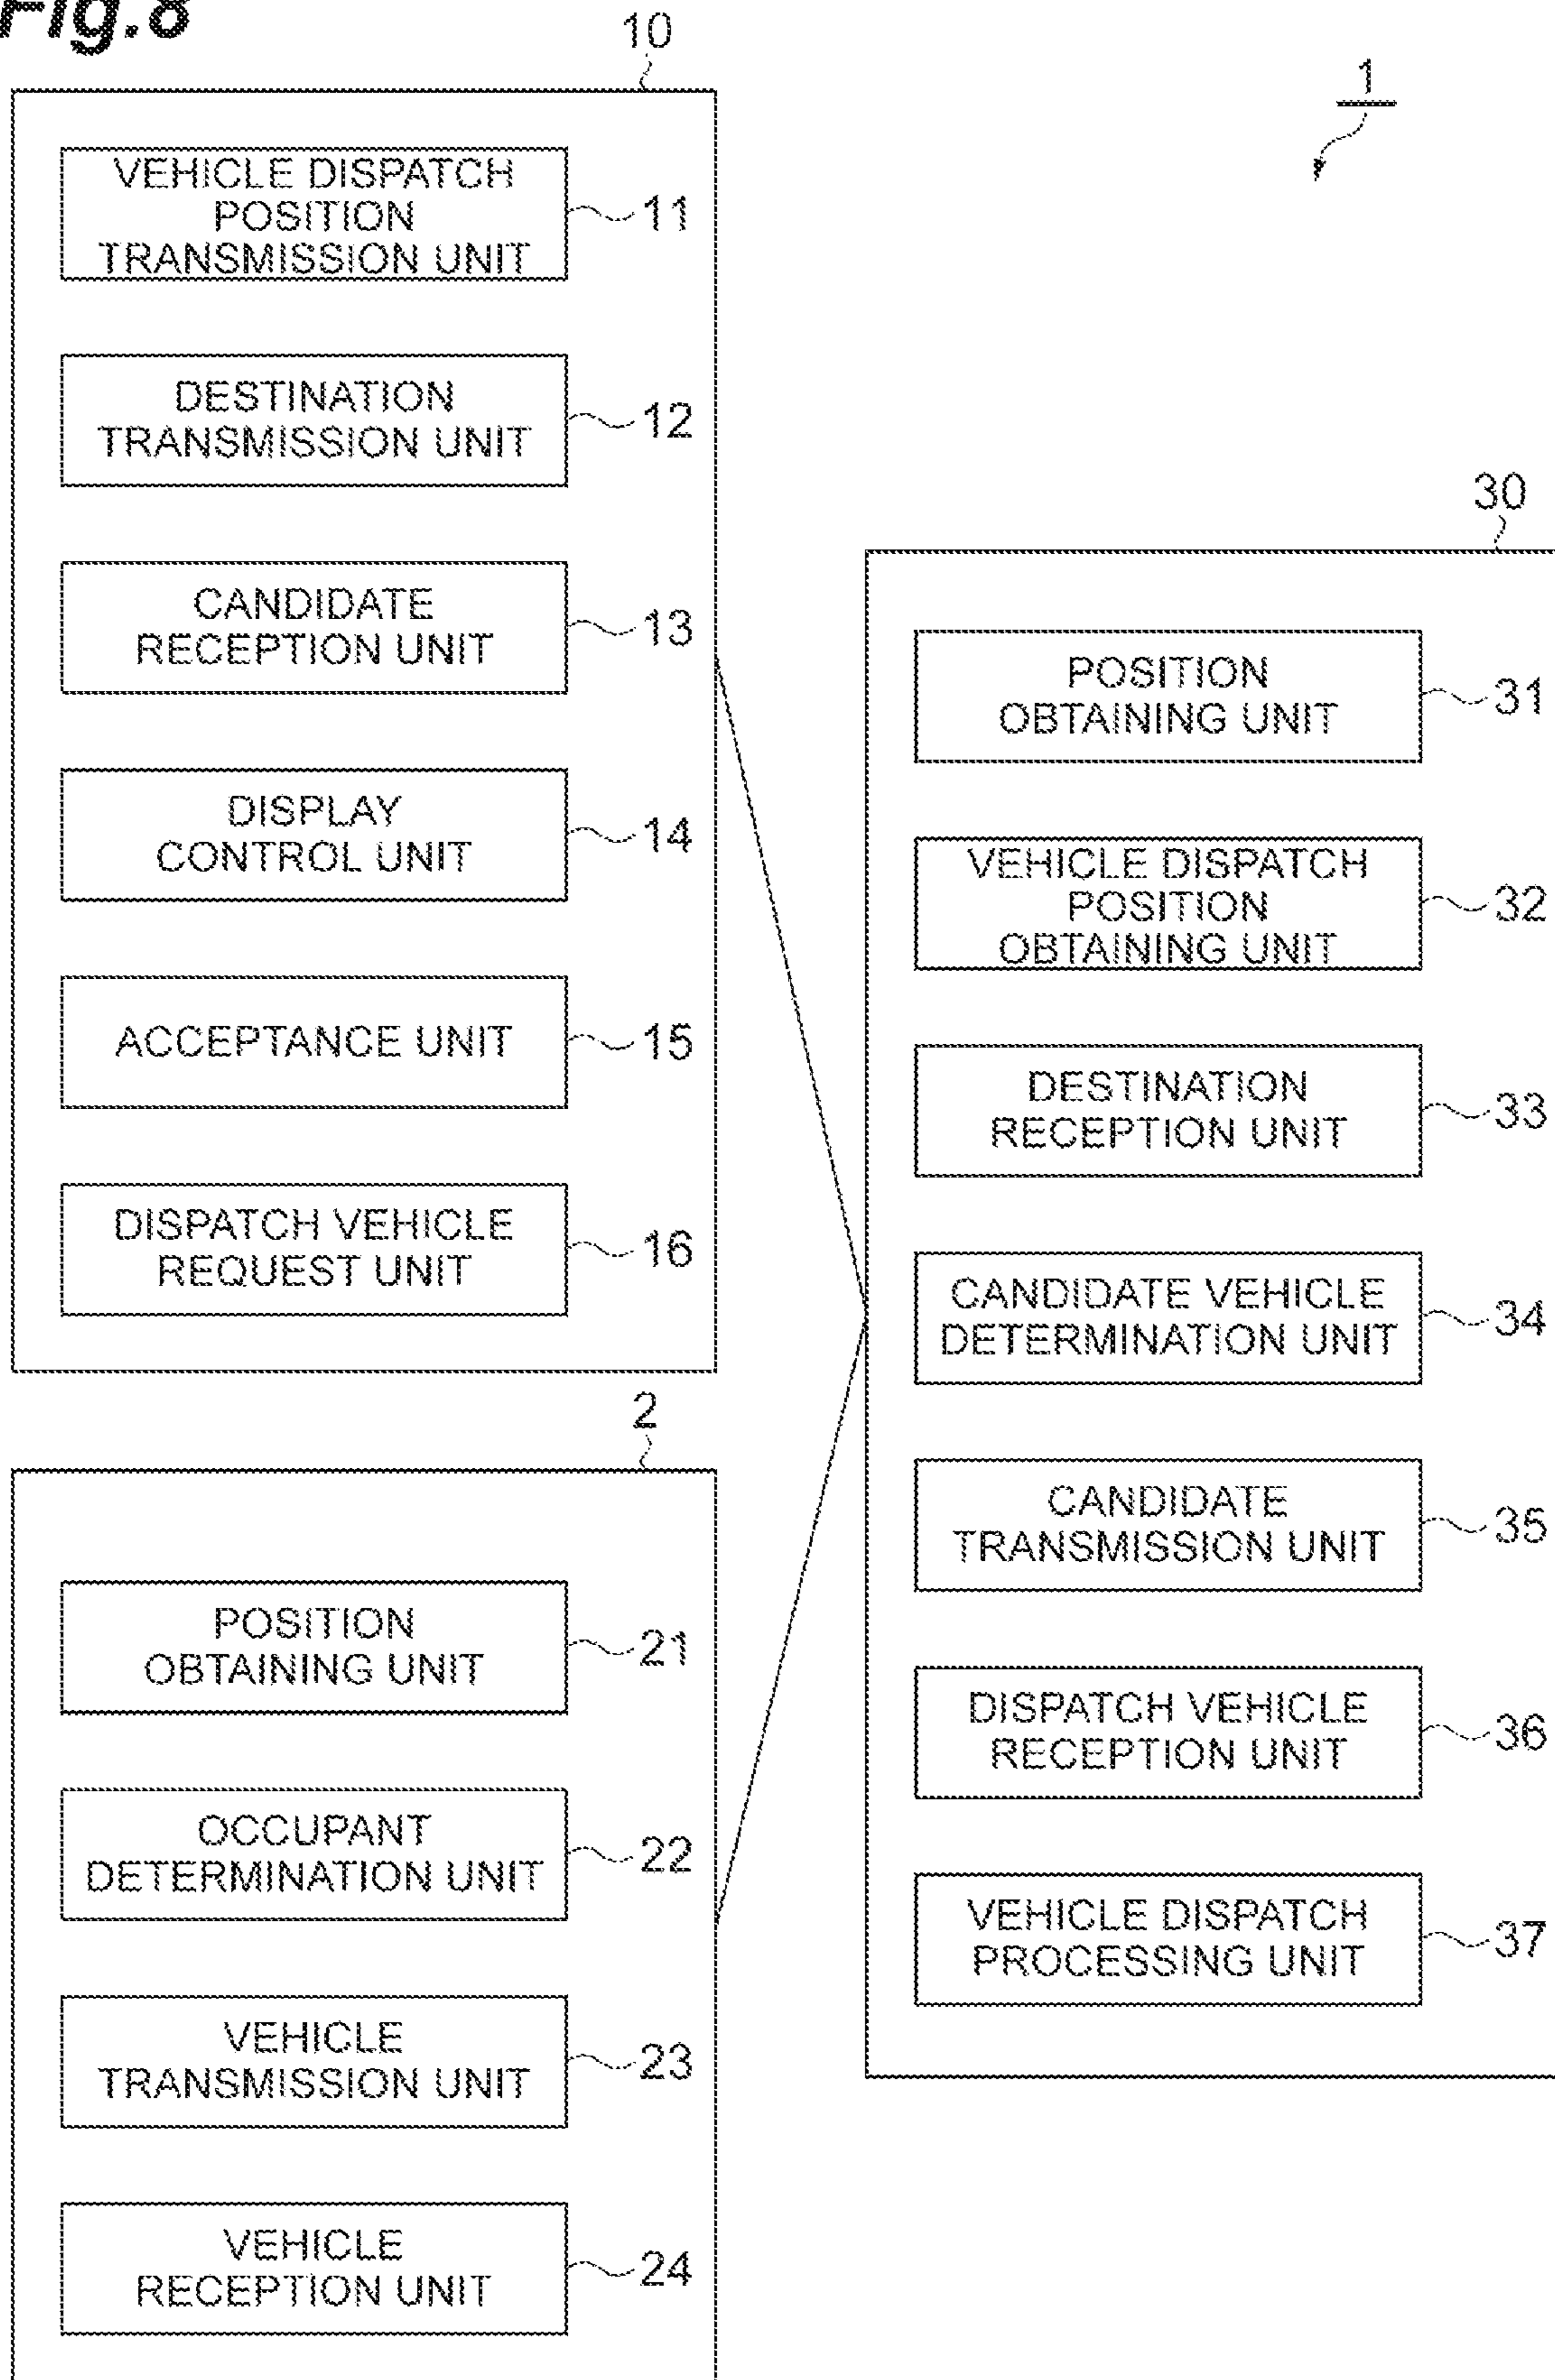 Fig.8
10
1
VEHICLE DISPATCH
POSITION
TRANSMISSION UNIT
11
DESTINATION
TRANSMISSION UNIT
12
CANDIDATE
RECEPTION UNIT
13
DISPLAY
CONTROL UNIT
14
ACCEPTANCE UNIT
15
DISPATCH VEHICLE
REQUEST UNIT
16
2
POSITION
OBTAINING UNIT
21
OCCUPANT
DETERMINATION UNIT
22
VEHICLE
TRANSMISSION UNIT
23
VEHICLE
RECEPTION UNIT
24
30
POSITION
OBTAINING UNIT
31
VEHICLE DISPATCH
POSITION
OBTAINING UNIT
32
DESTINATION
RECEPTION UNIT
33
CANDIDATE VEHICLE
DETERMINATION UNIT
34
CANDIDATE
TRANSMISSION UNIT
35
DISPATCH VEHICLE
RECEPTION UNIT
36
VEHICLE DISPATCH
PROCESSING UNIT
37